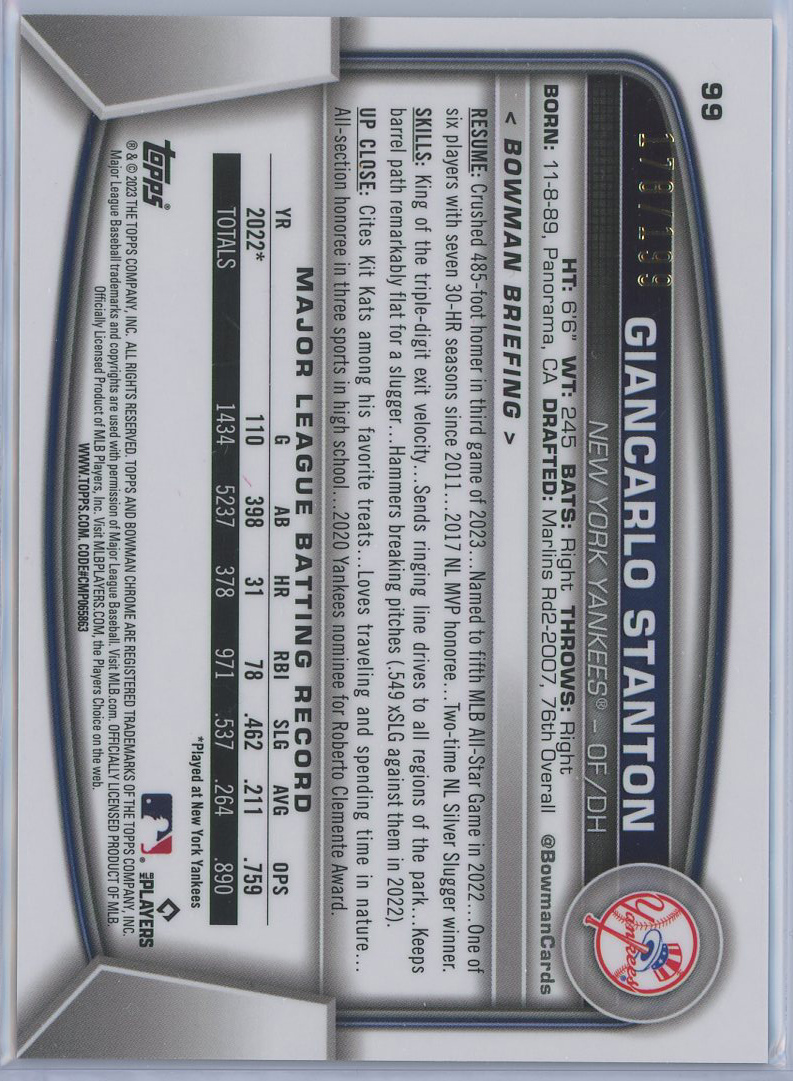 99
178/199
GIANCARLO STANTON
NEW YORK YANKEES® – OF/DH
HT: 6'6" WT: 245 BATS: Right THROWS: Right
BORN: 11-8-89, Panorama, CA DRAFTED: Marlins Rd2-2007, 76th Overall @BowmanCards
Yankees
< BOWMAN BRIEFING >
RESUME: Crushed 485-foot homer in third game of 2023...Named to fifth MLB All-Star Game in 2022...One of
six players with seven 30-HR seasons since 2011...2017 NL MVP honoree...Two-time NL Silver Slugger winner.
SKILLS: King of the triple-digit exit velocity...Sends ringing line drives to all regions of the park...Keeps
barrel path remarkably flat for a slugger...Hammers breaking pitches (.549 xSLG against them in 2022).
UP CLOSE: Cites Kit Kats among his favorite treats...Loves traveling and spending time in nature...
All-section honoree in three sports in high school...2020 Yankees nominee for Roberto Clemente Award.
MAJOR LEAGUE BATTING RECORD
YR G AB HR RBI SLG AVG OPS
2022* 110 398 31 78 .462 .211 .759
TOTALS 1434 5237 378 971 .537 .264 .890
*Played at New York Yankees
topps®
MLB PLAYERS
® & © 2023 THE TOPPS COMPANY, INC. ALL RIGHTS RESERVED. TOPPS AND BOWMAN CHROME ARE REGISTERED TRADEMARKS OF THE TOPPS COMPANY, INC.
Major League Baseball trademarks and copyrights are used with permission of Major League Baseball. Visit MLB.com. OFFICIALLY LICENSED PRODUCT OF MLB.
Officially Licensed Product of MLB Players, Inc. Visit MLBPLAYERS.COM, the Players Choice on the web.
WWW.TOPPS.COM. CODE#CMP065863